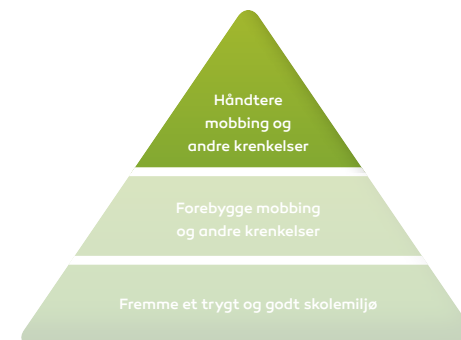 Håndtere
mobbing og
andre krenkelser
Forebygge mobbing
og andre krenkelser
Fremme et trygt og godt skolemiljø